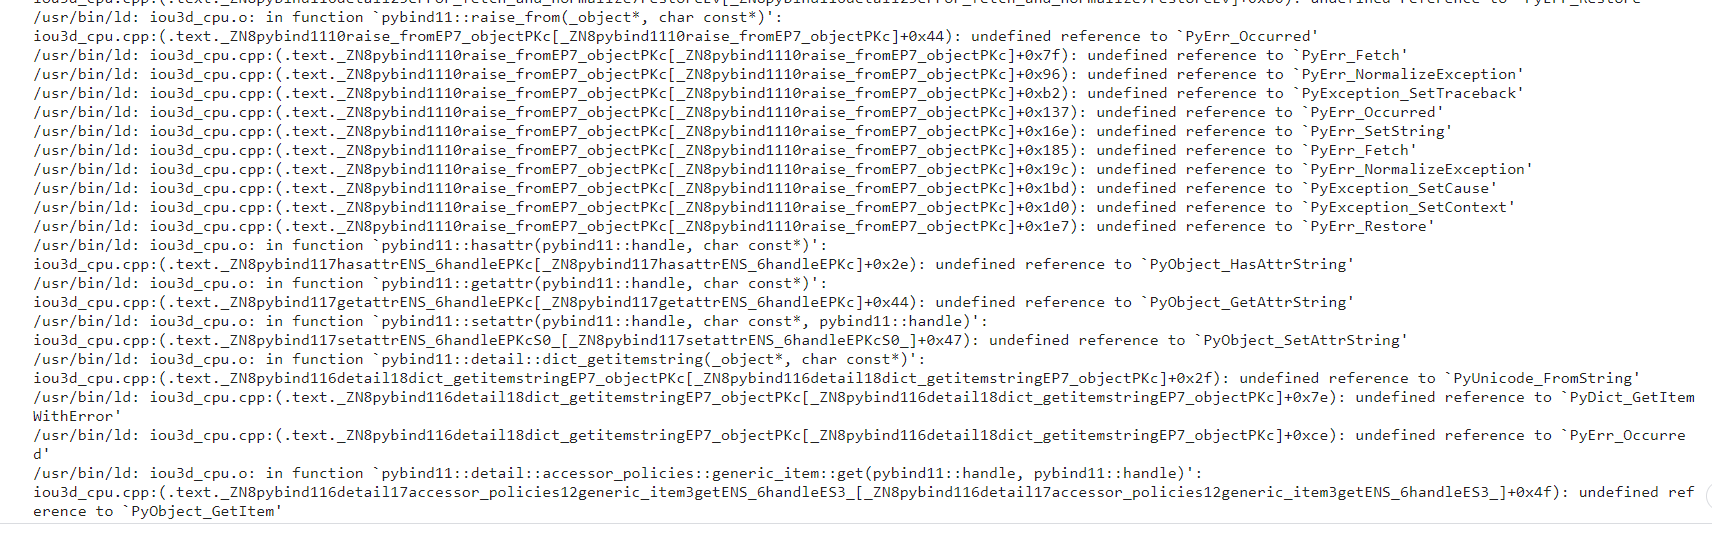 /usr/bin/ld: iou3d_cpu.o: in function `pybind11::raise_from(_object*, char const*)':
iou3d_cpu.cpp:(.text._ZN8pybind1110raise_fromEP7_objectPKc[_ZN8pybind1110raise_fromEP7_objectPKc]+0x44): undefined reference to `PyErr_Occurred'
/usr/bin/ld: iou3d_cpu.cpp:(.text._ZN8pybind1110raise_fromEP7_objectPKc[_ZN8pybind1110raise_fromEP7_objectPKc]+0x7f): undefined reference to `PyErr_Fetch'
/usr/bin/ld: iou3d_cpu.cpp:(.text._ZN8pybind1110raise_fromEP7_objectPKc[_ZN8pybind1110raise_fromEP7_objectPKc]+0x96): undefined reference to `PyErr_NormalizeException'
/usr/bin/ld: iou3d_cpu.cpp:(.text._ZN8pybind1110raise_fromEP7_objectPKc[_ZN8pybind1110raise_fromEP7_objectPKc]+0xb2): undefined reference to `PyException_SetTraceback'
/usr/bin/ld: iou3d_cpu.cpp:(.text._ZN8pybind1110raise_fromEP7_objectPKc[_ZN8pybind1110raise_fromEP7_objectPKc]+0x137): undefined reference to `PyErr_Occurred'
/usr/bin/ld: iou3d_cpu.cpp:(.text._ZN8pybind1110raise_fromEP7_objectPKc[_ZN8pybind1110raise_fromEP7_objectPKc]+0x16e): undefined reference to `PyErr_SetString'
/usr/bin/ld: iou3d_cpu.cpp:(.text._ZN8pybind1110raise_fromEP7_objectPKc[_ZN8pybind1110raise_fromEP7_objectPKc]+0x185): undefined reference to `PyErr_Fetch'
/usr/bin/ld: iou3d_cpu.cpp:(.text._ZN8pybind1110raise_fromEP7_objectPKc[_ZN8pybind1110raise_fromEP7_objectPKc]+0x19c): undefined reference to `PyErr_NormalizeException'
/usr/bin/ld: iou3d_cpu.cpp:(.text._ZN8pybind1110raise_fromEP7_objectPKc[_ZN8pybind1110raise_fromEP7_objectPKc]+0x1bd): undefined reference to `PyException_SetCause'
/usr/bin/ld: iou3d_cpu.cpp:(.text._ZN8pybind1110raise_fromEP7_objectPKc[_ZN8pybind1110raise_fromEP7_objectPKc]+0x1d0): undefined reference to `PyException_SetContext'
/usr/bin/ld: iou3d_cpu.cpp:(.text._ZN8pybind1110raise_fromEP7_objectPKc[_ZN8pybind1110raise_fromEP7_objectPKc]+0x1e7): undefined reference to `PyErr_Restore'
/usr/bin/ld: iou3d_cpu.o: in function `pybind11::hasattr(pybind11::handle, char const*)':
iou3d_cpu.cpp:(.text._ZN8pybind117hasattrENS_6handleEPKc[_ZN8pybind117hasattrENS_6handleEPKc]+0x2e): undefined reference to `PyObject_HasAttrString'
/usr/bin/ld: iou3d_cpu.o: in function `pybind11::getattr(pybind11::handle, char const*)':
iou3d_cpu.cpp:(.text._ZN8pybind117getattrENS_6handleEPKc[_ZN8pybind117getattrENS_6handleEPKc]+0x44): undefined reference to `PyObject_GetAttrString'
/usr/bin/ld: iou3d_cpu.o: in function `pybind11::setattr(pybind11::handle, char const*, pybind11::handle)':
iou3d_cpu.cpp:(.text._ZN8pybind117setattrENS_6handleEPKcS0_[_ZN8pybind117setattrENS_6handleEPKcS0_]+0x47): undefined reference to `PyObject_SetAttrString'
/usr/bin/ld: iou3d_cpu.o: in function `pybind11::detail::dict_getitemstring(_object*, char const*)':
iou3d_cpu.cpp:(.text._ZN8pybind116detail18dict_getitemstringEP7_objectPKc[_ZN8pybind116detail18dict_getitemstringEP7_objectPKc]+0x2f): undefined reference to `PyUnicode_FromString'
/usr/bin/ld: iou3d_cpu.cpp:(.text._ZN8pybind116detail18dict_getitemstringEP7_objectPKc[_ZN8pybind116detail18dict_getitemstringEP7_objectPKc]+0x7e): undefined reference to `PyDict_GetItem
WithError'
/usr/bin/ld: iou3d_cpu.cpp:(.text._ZN8pybind116detail18dict_getitemstringEP7_objectPKc[_ZN8pybind116detail18dict_getitemstringEP7_objectPKc]+0xce): undefined reference to `PyErr_Occurre
d'
/usr/bin/ld: iou3d_cpu.o: in function `pybind11::detail::accessor_policies::generic_item::get(pybind11::handle, pybind11::handle)':
iou3d_cpu.cpp:(.text._ZN8pybind116detail17accessor_policies12generic_item3getENS_6handleES3_[_ZN8pybind116detail17accessor_policies12generic_item3getENS_6handleES3_]+0x4f): undefined ref
erence to `PyObject_GetItem'